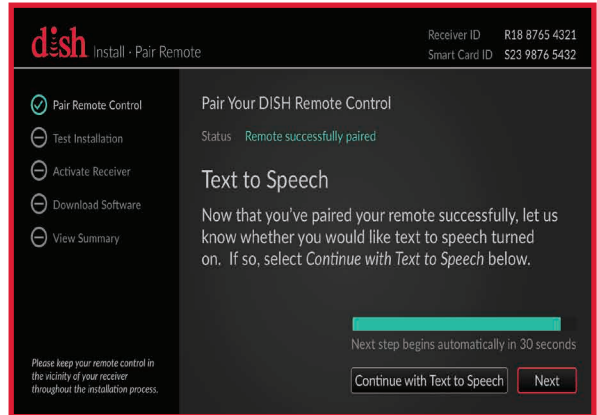 dish Install · Pair Remote
Receiver ID R18 8765 4321
Smart Card ID S23 9876 5432
Pair Remote Control
Test Installation
Activate Receiver
Download Software
View Summary
Please keep your remote control in
the vicinity of your receiver
throughout the installation process.
Pair Your DISH Remote Control
Status Remote successfully paired
Text to Speech
Now that you've paired your remote successfully, let us
know whether you would like text to speech turned
on. If so, select Continue with Text to Speech below.
Next step begins automatically in 30 seconds
Continue with Text to Speech Next